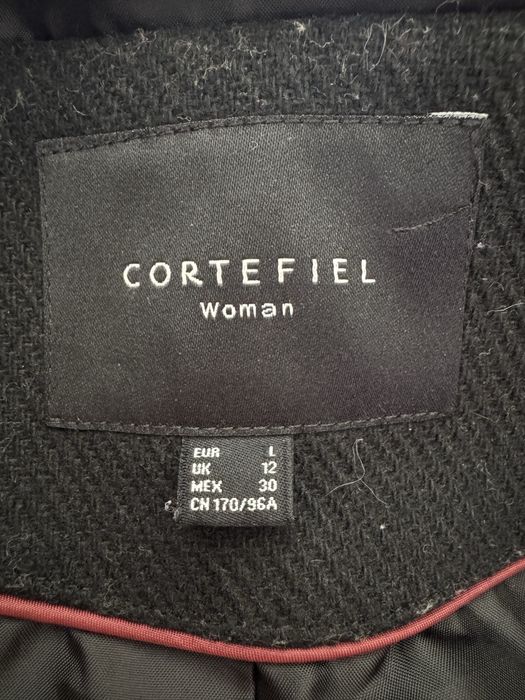 CORTEFIEL
Woman
EUR L
UK 12
MEX 30
CN 170/96A